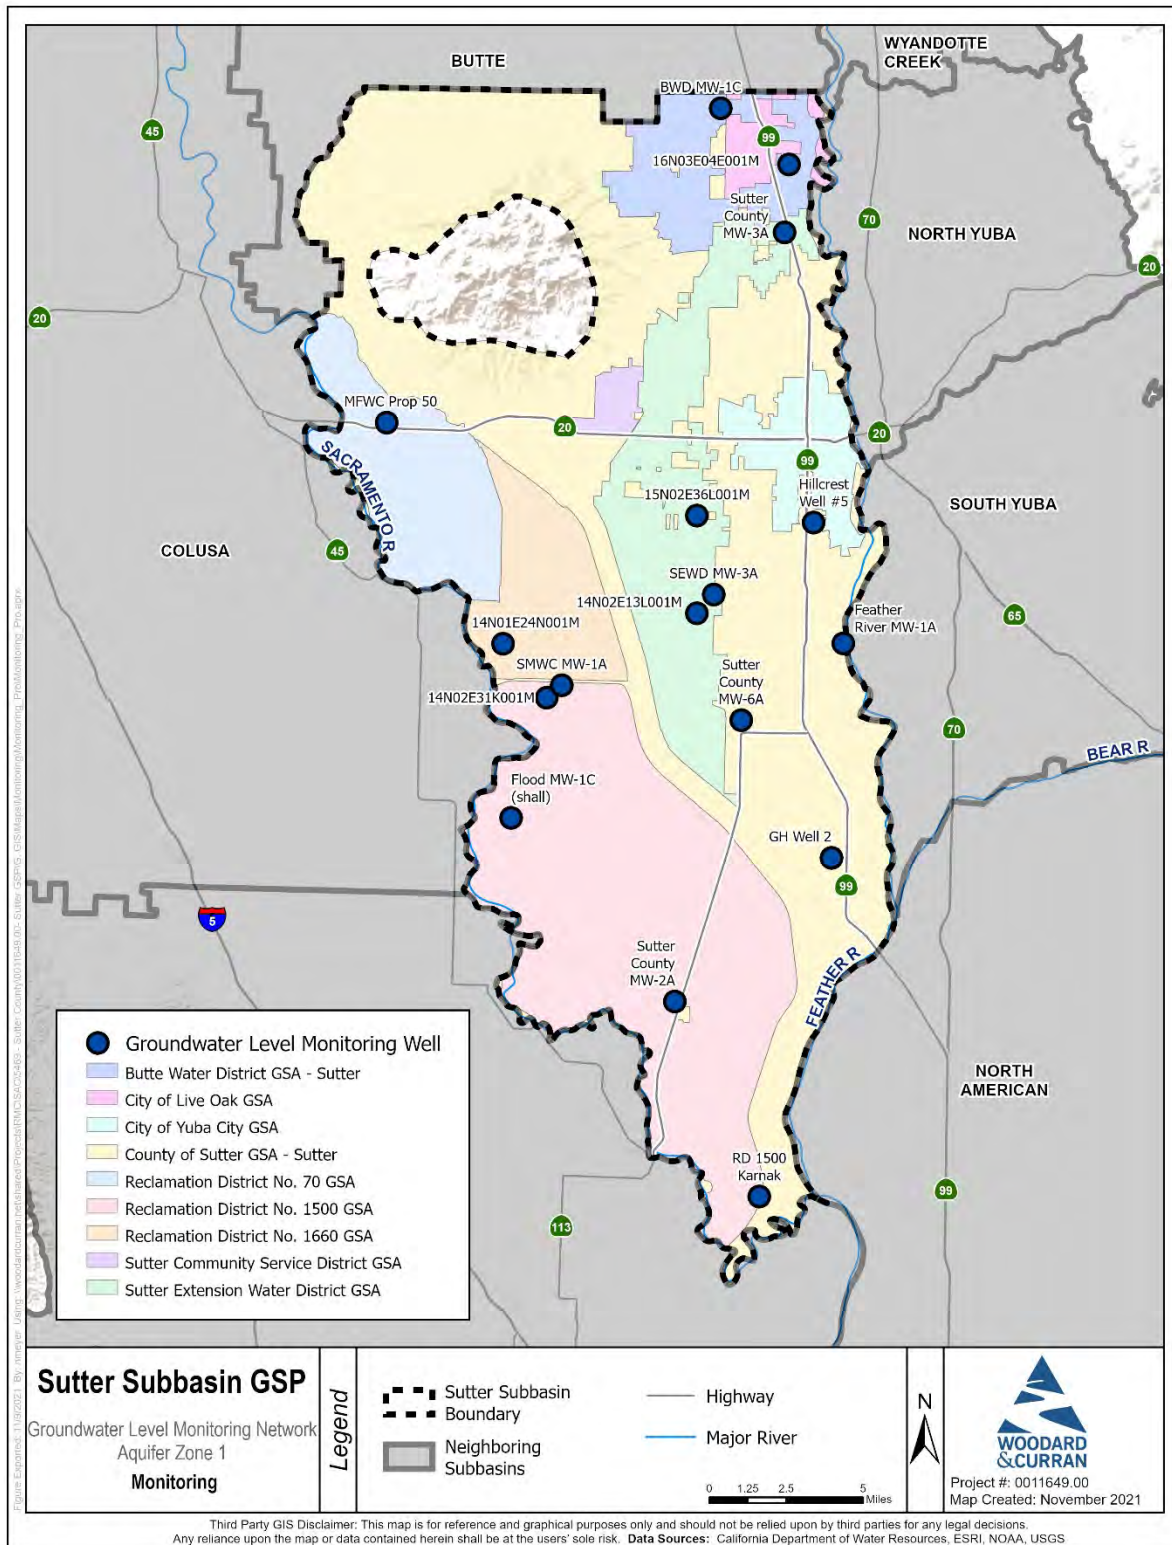 BUTTE
WYANDOTTE
CREEK
BWD MW-1C
45
99
16N03E04E001M
Sutter
County
MW-3A
70
NORTH YUBA
20
20
MFWC Prop 50
20
20
SACRAMENTO R
99
15N02E36L001M
Hillcrest
Well #5
SOUTH YUBA
COLUSA
45
SEWD MW-3A
14N02E13L001M
Feather
River MW-1A
65
14N01E24N001M
SMWC MW-1A
14N02E31K001M
Sutter
County
MW-6A
70
BEAR R
Flood MW-1C
(shall)
GH Well 2
99
5
Sutter
County
MW-2A
FEATHER R
NORTH
AMERICAN
RD 1500
Karnak
99
113
Groundwater Level Monitoring Well
Butte Water District GSA - Sutter
City of Live Oak GSA
City of Yuba City GSA
County of Sutter GSA - Sutter
Reclamation District No. 70 GSA
Reclamation District No. 1500 GSA
Reclamation District No. 1660 GSA
Sutter Community Service District GSA
Sutter Extension Water District GSA
Sutter Subbasin GSP
Groundwater Level Monitoring Network
Aquifer Zone 1
Monitoring
Legend
Sutter Subbasin
Boundary
Neighboring
Subbasins
Highway
Major River
0 1.25 2.5 5
Miles
N
WOODARD
&CURRAN
Project #: 0011649.00
Map Created: November 2021
Third Party GIS Disclaimer: This map is for reference and graphical purposes only and should not be relied upon by third parties for any legal decisions.
Any reliance upon the map or data contained herein shall be at the users' sole risk. Data Sources: California Department of Water Resources, ESRI, NOAA, USGS